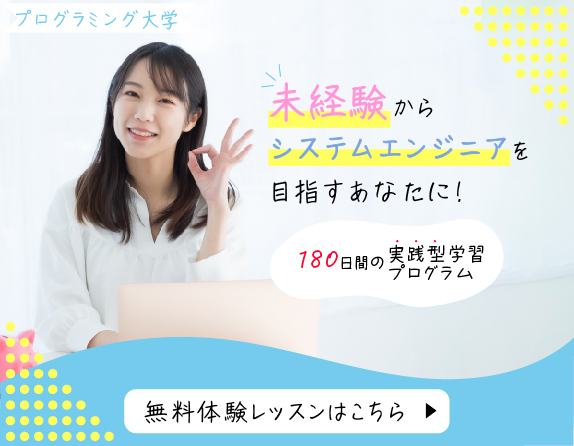 プログラミング大学
未経験から
システムエンジニアを
目指すあなたに!
180日間の実践型学習
プログラム
無料体験レッスンはこちら ▶